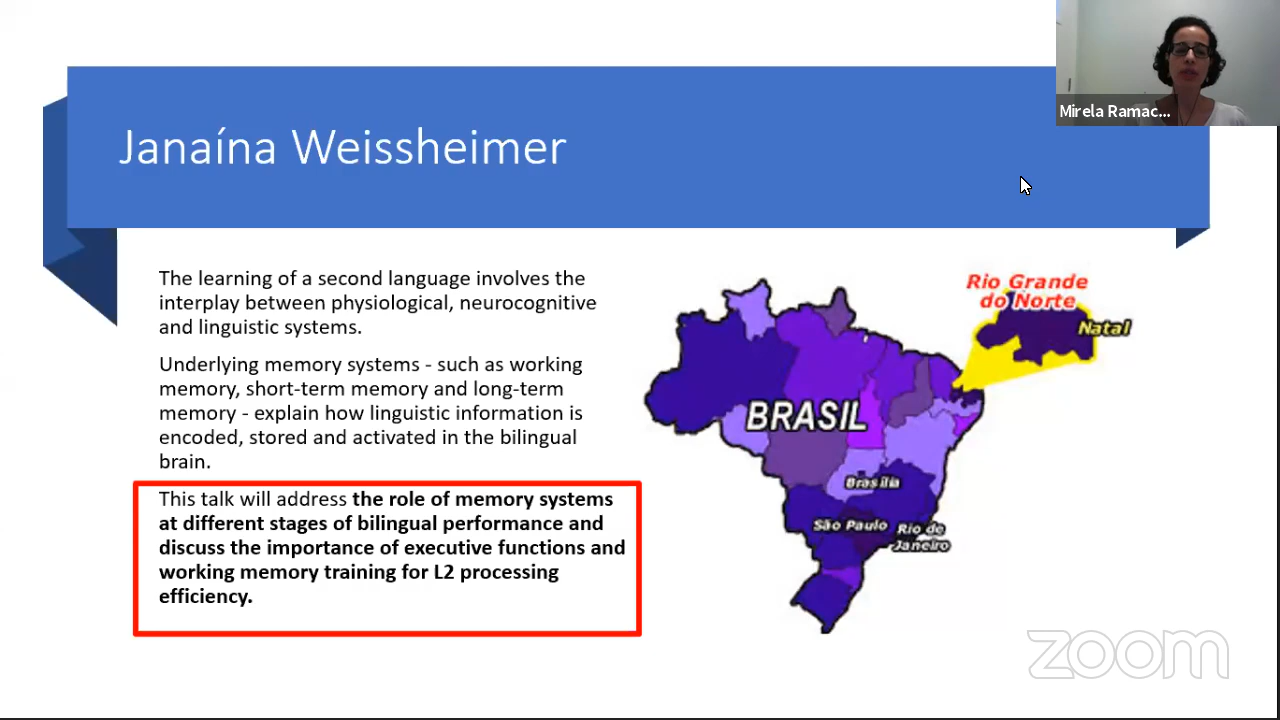 Mirela Ramac...
Janaína Weissheimer
The learning of a second language involves the
interplay between physiological, neurocognitive
and linguistic systems.
Underlying memory systems - such as working
memory, short-term memory and long-term
memory - explain how linguistic information is
encoded, stored and activated in the bilingual
brain.
This talk will address the role of memory systems
at different stages of bilingual performance and
discuss the importance of executive functions and
working memory training for L2 processing
efficiency.
Rio Grande
do Norte
Natal
BRASIL
Brasília
São Paulo
Rio de
Janeiro
zoom